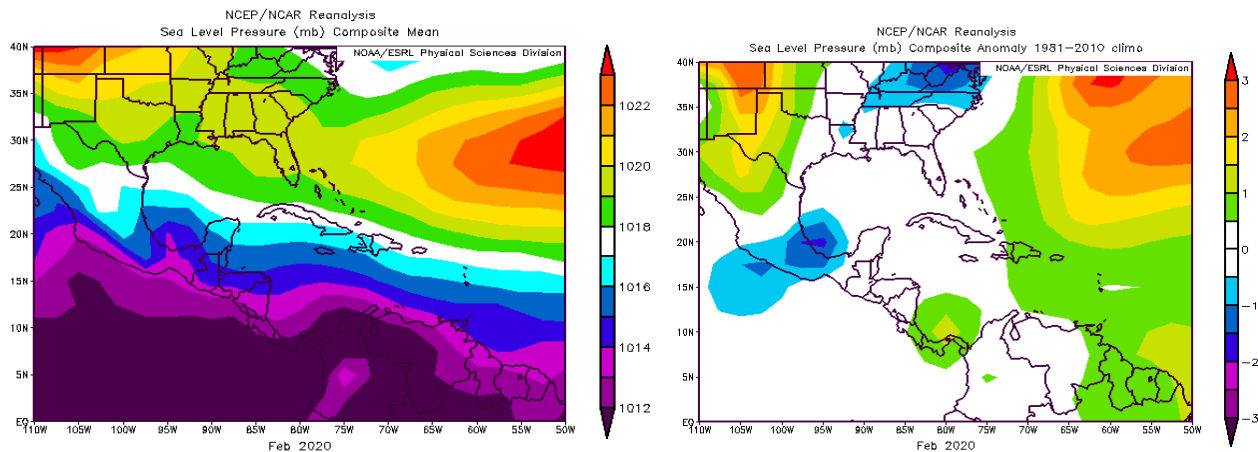 NCEP/NCAR Reanalysis
Sea Level Pressure (mb) Composite Mean
NOAA/ESRL Physical Sciences Division
40N
35N
30N
25N
20N
15N
10N
5N
EQ
110W 105W 100W 95W 90W 85W 80W 75W 70W 65W 60W 55W 50W
Feb 2020
1022
1020
1018
1016
1014
1012
NCEP/NCAR Reanalysis
Sea Level Pressure (mb) Composite Anomaly 1981-2010 climo
NOAA/ESRL Physical Sciences Division
40N
35N
30N
25N
20N
15N
10N
5N
EQ
110W 105W 100W 95W 90W 85W 80W 75W 70W 65W 60W 55W 50W
Feb 2020
3
2
1
0
-1
-2
-3